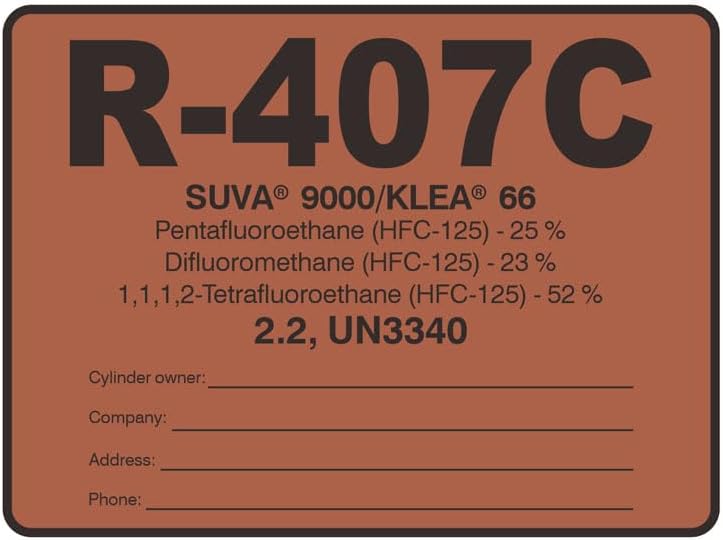 R-407C
SUVA® 9000/KLEA® 66
Pentafluoroethane (HFC-125) - 25 %
Difluoromethane (HFC-125) - 23 %
1,1,1,2-Tetrafluoroethane (HFC-125) - 52 %
2.2, UN3340
Cylinder owner:
Company:
Address:
Phone: